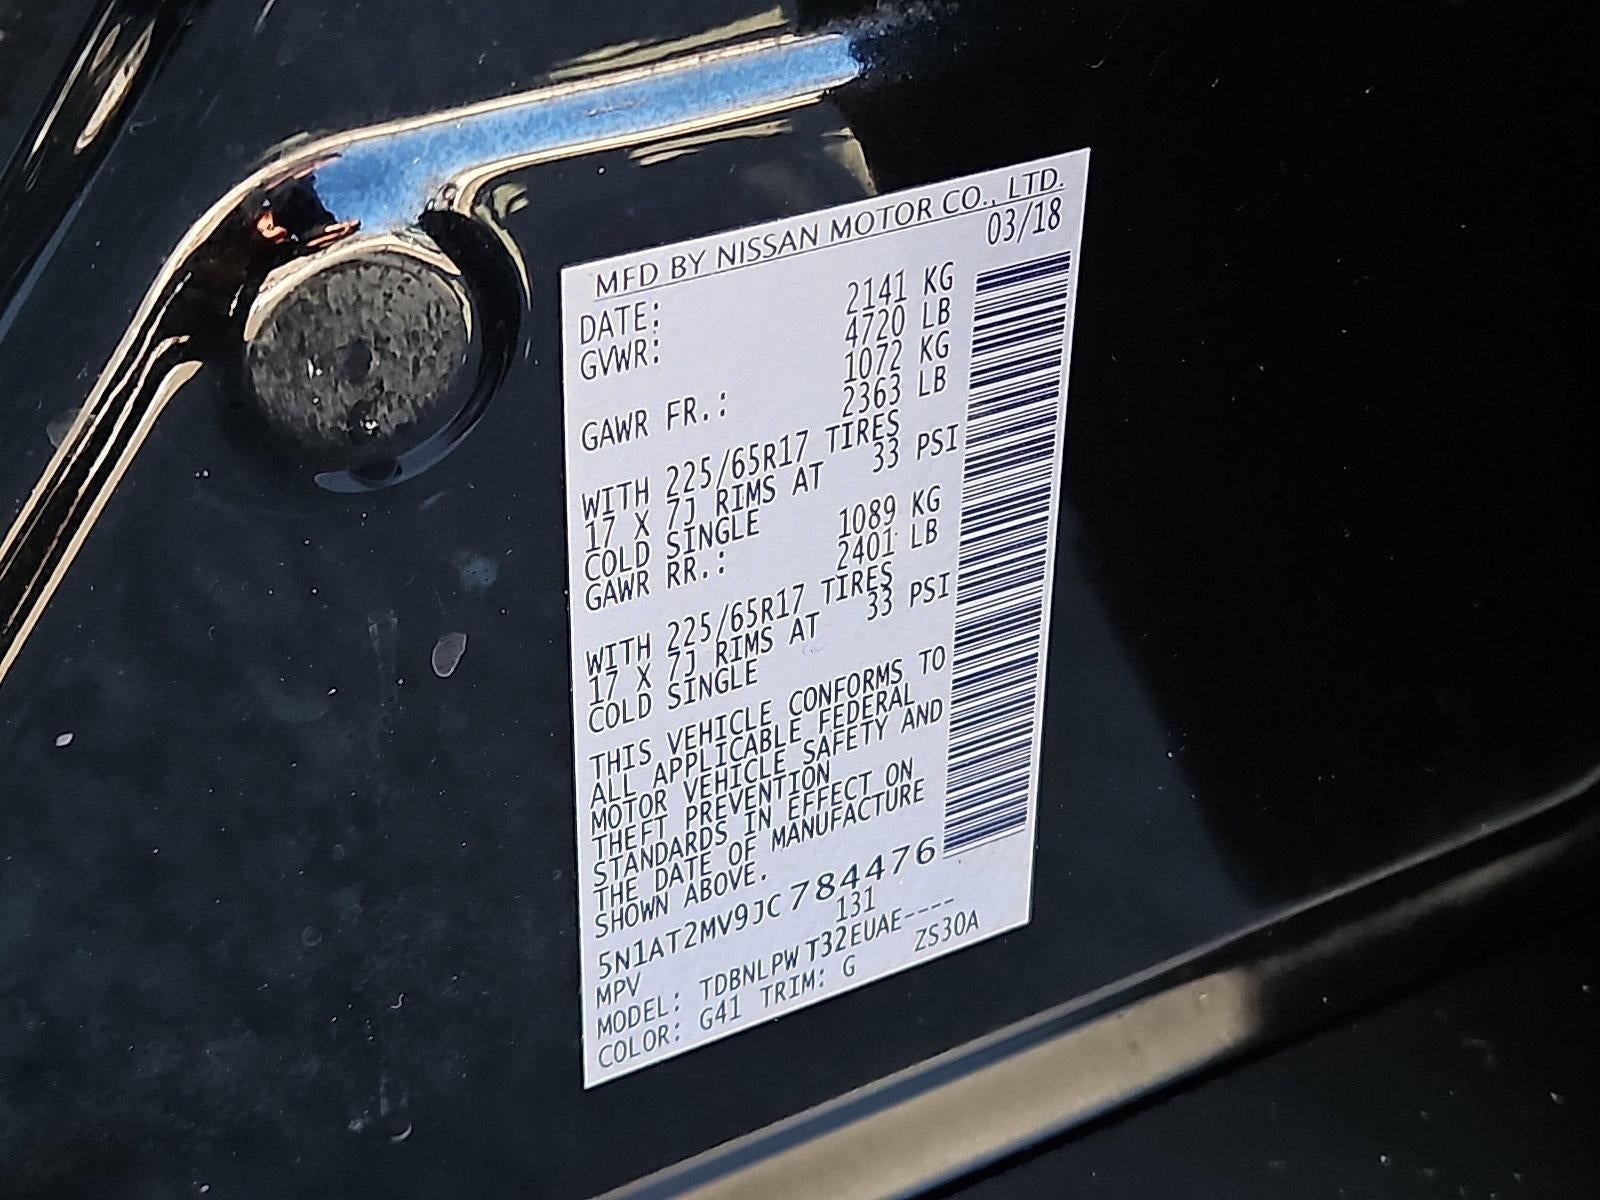 MFD BY NISSAN MOTOR CO., LTD.
DATE: 03/18
GVWR: 2141 KG
4720 LB
GAWR FR.: 1072 KG
2363 LB
WITH 225/65R17 TIRES
17 X 7J RIMS AT 33 PSI
COLD SINGLE
GAWR RR.: 1089 KG
2401 LB
WITH 225/65R17 TIRES
17 X 7J RIMS AT 33 PSI
COLD SINGLE
THIS VEHICLE CONFORMS TO
ALL APPLICABLE FEDERAL
MOTOR VEHICLE SAFETY AND
THEFT PREVENTION
STANDARDS IN EFFECT ON
THE DATE OF MANUFACTURE
SHOWN ABOVE.
5N1AT2MV9JC784476
MPV 131
MODEL: TDBNLPWT32EUAE----
COLOR: G41 TRIM: G ZS30A